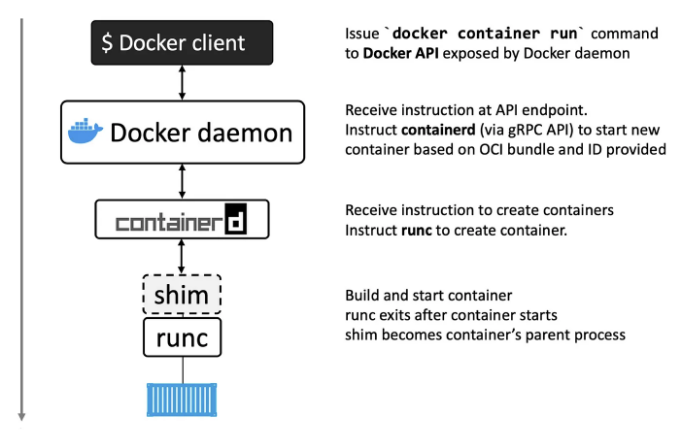 $ Docker client
Issue `docker container run` command
to Docker API exposed by Docker daemon
Docker daemon
Receive instruction at API endpoint.
Instruct containerd (via gRPC API) to start new
container based on OCI bundle and ID provided
containerd
Receive instruction to create containers
Instruct runc to create container.
shim
runc
Build and start container
runc exits after container starts
shim becomes container’s parent process